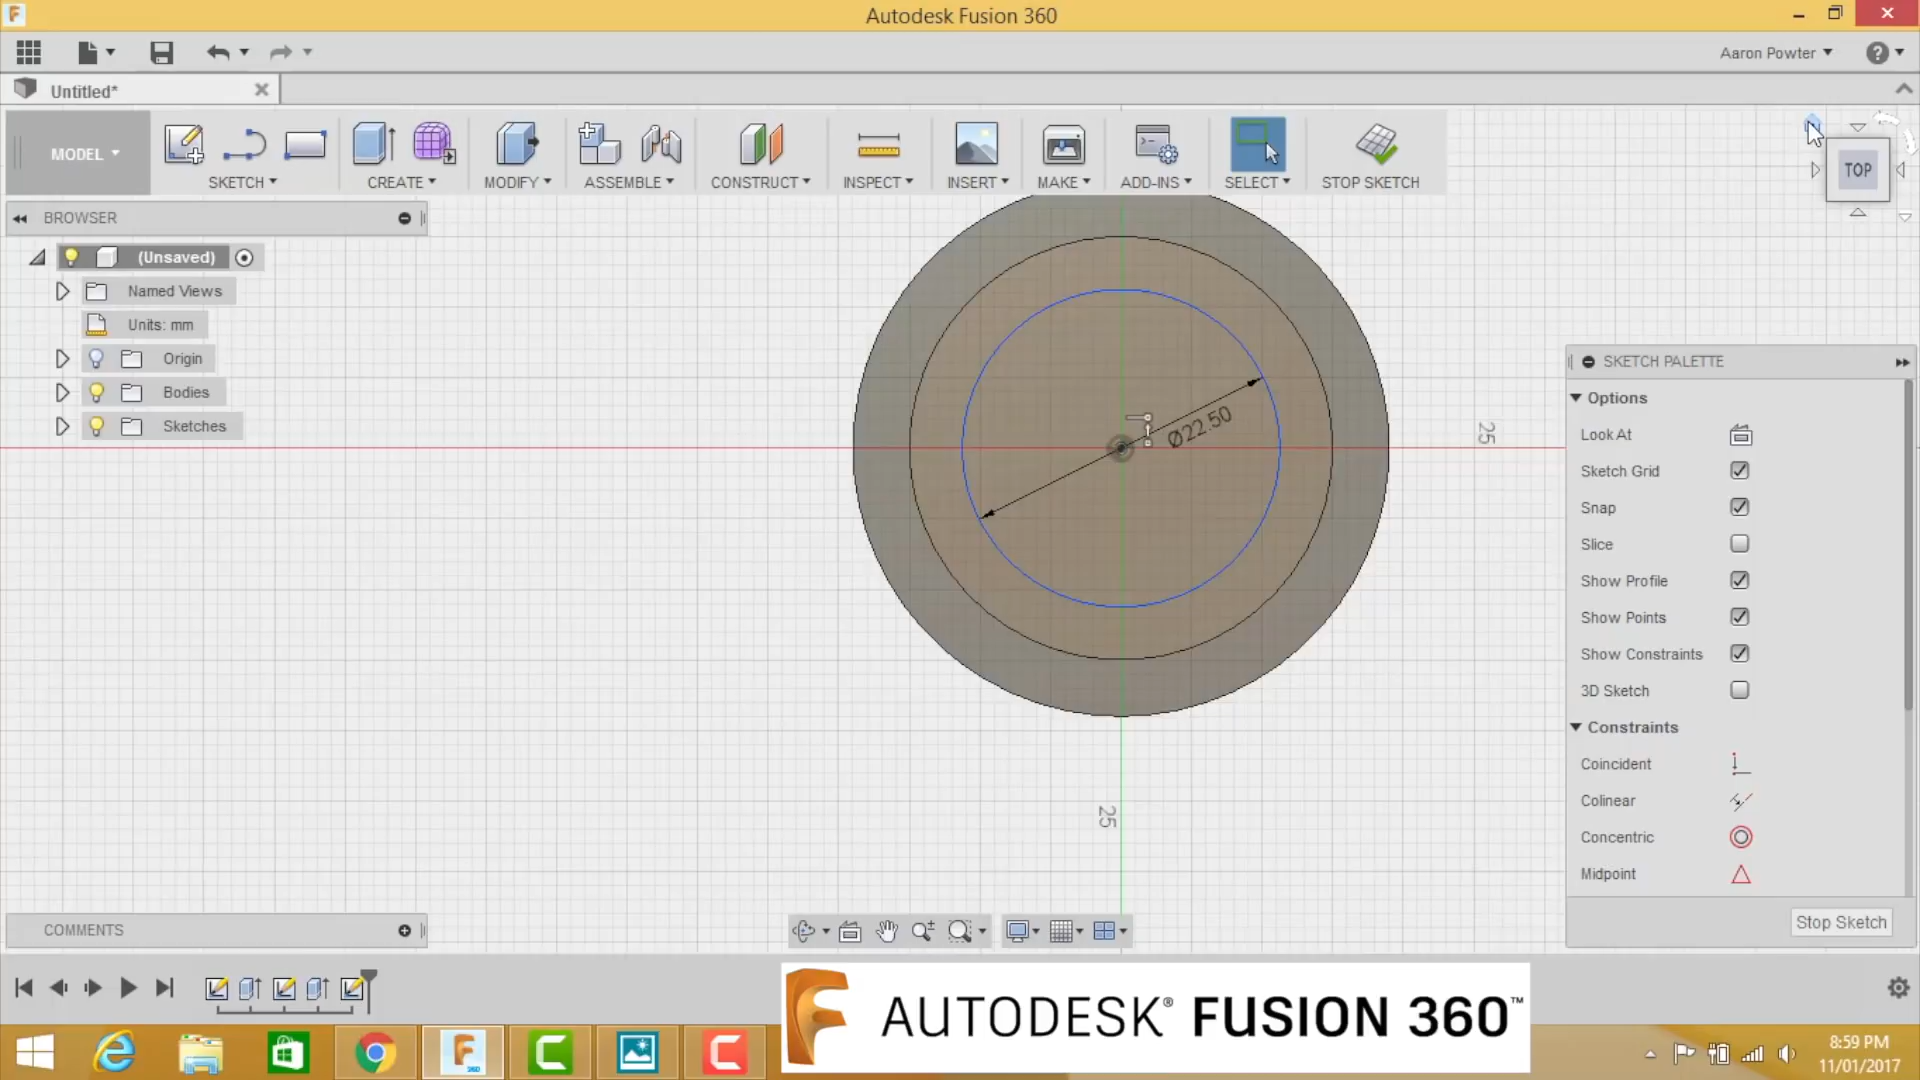 Autodesk Fusion 360
Aaron Powter
Untitled*
MODEL
SKETCH
CREATE
MODIFY
ASSEMBLE
CONSTRUCT
INSPECT
INSERT
MAKE
ADD-INS
SELECT
STOP SKETCH
TOP
BROWSER
(Unsaved)
Named Views
Units: mm
Origin
Bodies
Sketches
Ø22.50
25
25
SKETCH PALETTE
Options
Look At
Sketch Grid
Snap
Slice
Show Profile
Show Points
Show Constraints
3D Sketch
Constraints
Coincident
Colinear
Concentric
Midpoint
Stop Sketch
COMMENTS
AUTODESK® FUSION 360™
360
8:59 PM
11/01/2017